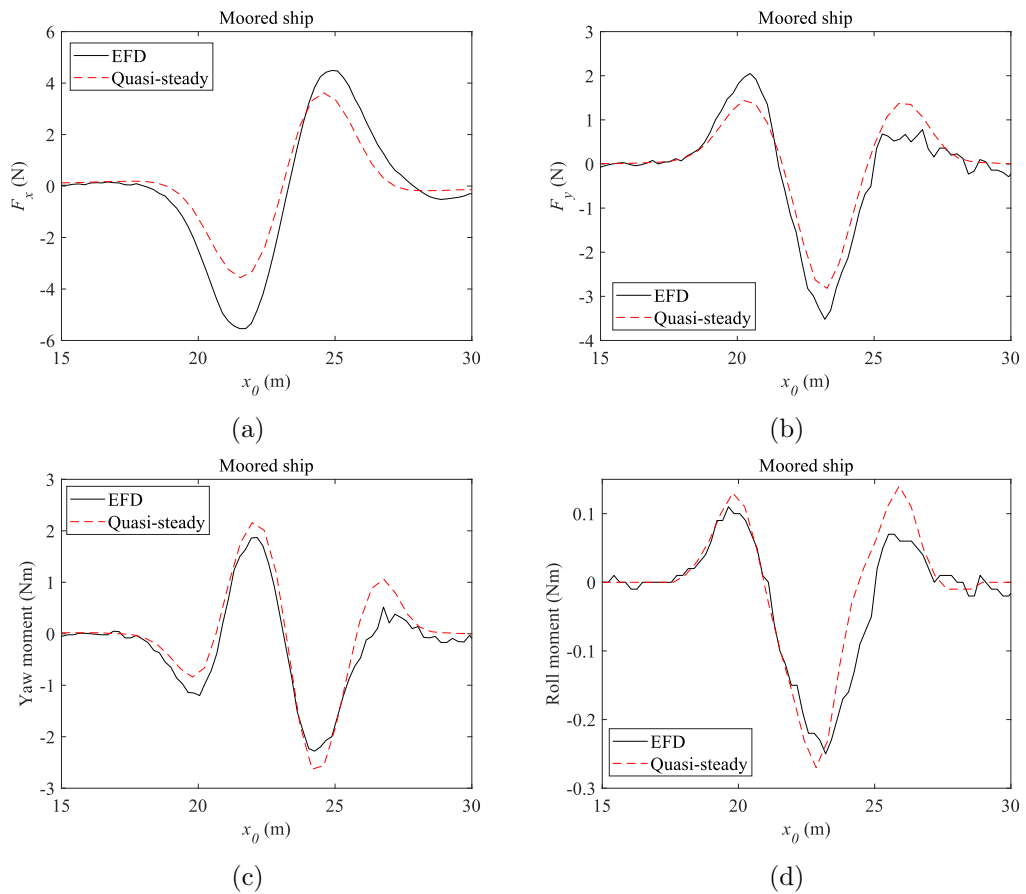 Moored ship
6
4
2
0
-2
-4
-6
F_x (N)
EFD
Quasi-steady
15 20 25 30
x_0 (m)
(a)
Moored ship
3
2
1
0
-1
-2
-3
-4
F_y (N)
EFD
Quasi-steady
15 20 25 30
x_0 (m)
(b)
Moored ship
3
2
1
0
-1
-2
-3
Yaw moment (Nm)
EFD
Quasi-steady
15 20 25 30
x_0 (m)
(c)
Moored ship
0.1
0
-0.1
-0.2
-0.3
Roll moment (Nm)
EFD
Quasi-steady
15 20 25 30
x_0 (m)
(d)